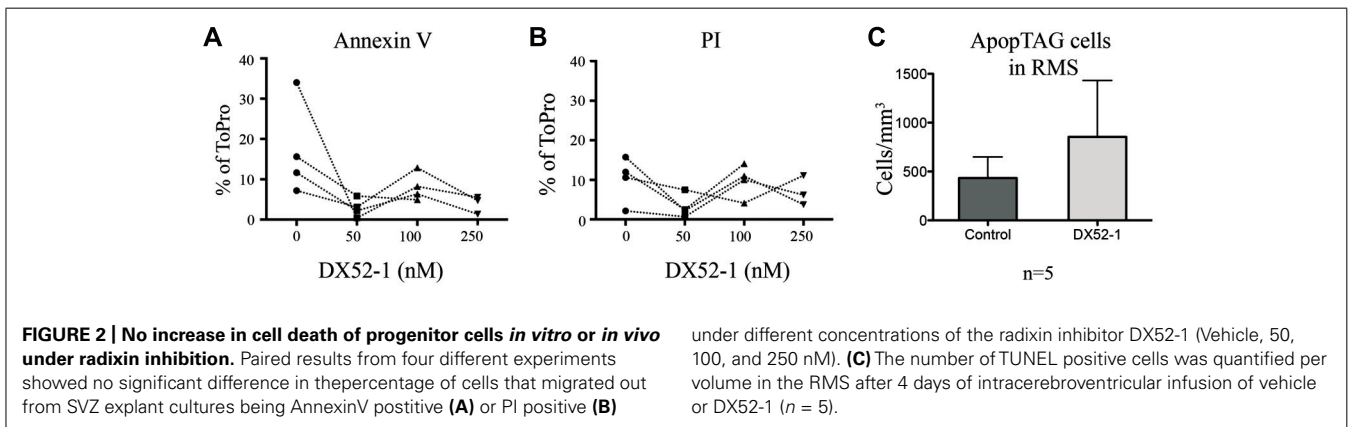 A
Annexin V
% of ToPro
40
30
20
10
0
0 50 100 250
DX52-1 (nM)
B
PI
% of ToPro
40
30
20
10
0
0 50 100 250
DX52-1 (nM)
C
ApopTAG cells
in RMS
Cells/mm³
1500
1000
500
0
Control DX52-1
n=5
FIGURE 2 | No increase in cell death of progenitor cells in vitro or in vivo
under radixin inhibition. Paired results from four different experiments
showed no significant difference in thepercentage of cells that migrated out
from SVZ explant cultures being AnnexinV postitive (A) or PI positive (B)
under different concentrations of the radixin inhibitor DX52-1 (Vehicle, 50,
100, and 250 nM). (C) The number of TUNEL positive cells was quantified per
volume in the RMS after 4 days of intracerebroventricular infusion of vehicle
or DX52-1 (n = 5).